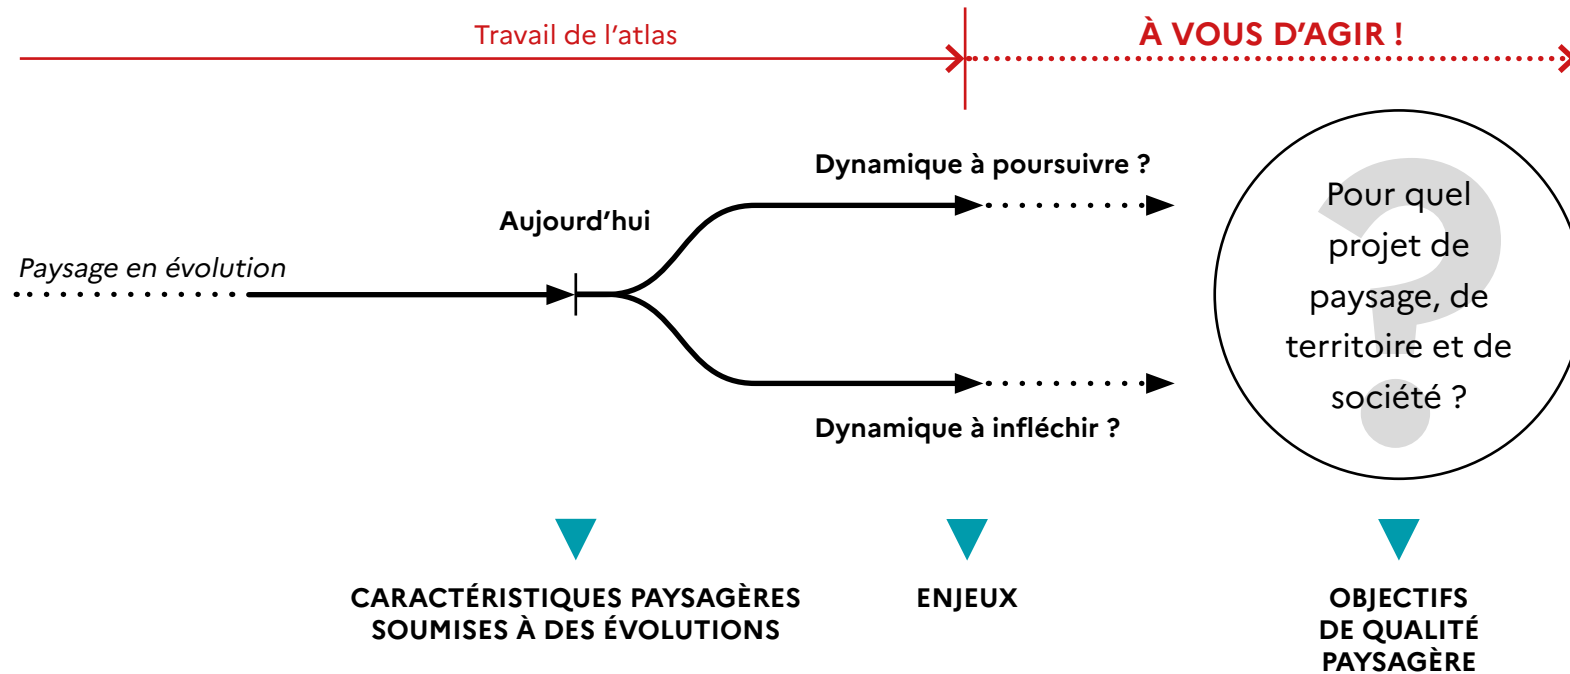 Travail de l'atlas
À VOUS D'AGIR !
Dynamique à poursuivre ?
Aujourd'hui
Paysage en évolution
Pour quel
projet de
paysage, de
territoire et de
société ?
Dynamique à infléchir ?
CARACTÉRISTIQUES PAYSAGÈRES
SOUMISES À DES ÉVOLUTIONS
ENJEUX
OBJECTIFS
DE QUALITÉ
PAYSAGÈRE